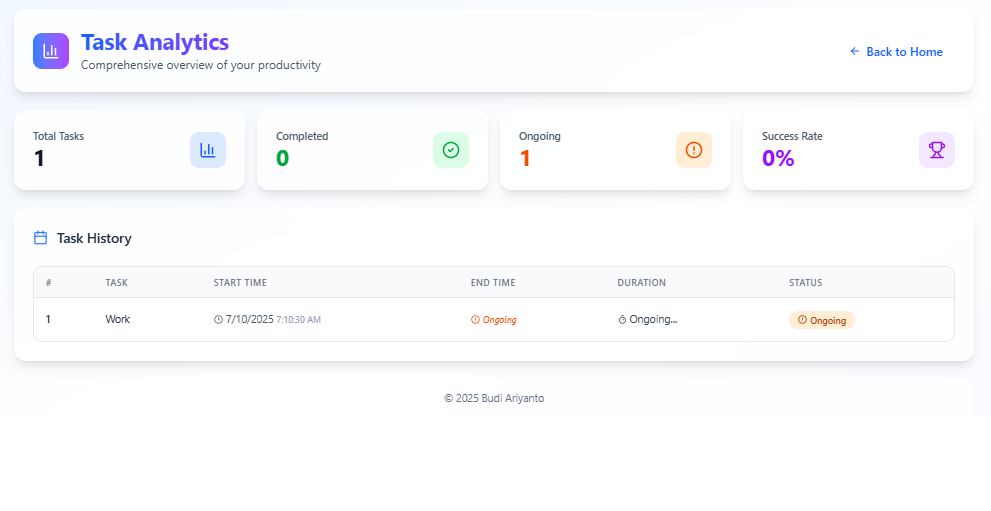 Task Analytics
Comprehensive overview of your productivity
← Back to Home
Total Tasks
1
Completed
0
Ongoing
1
Success Rate
0%
Task History
# TASK START TIME END TIME DURATION STATUS
1 Work 7/10/2025 7:10:30 AM Ongoing Ongoing... Ongoing
© 2025 Budi Ariyanto